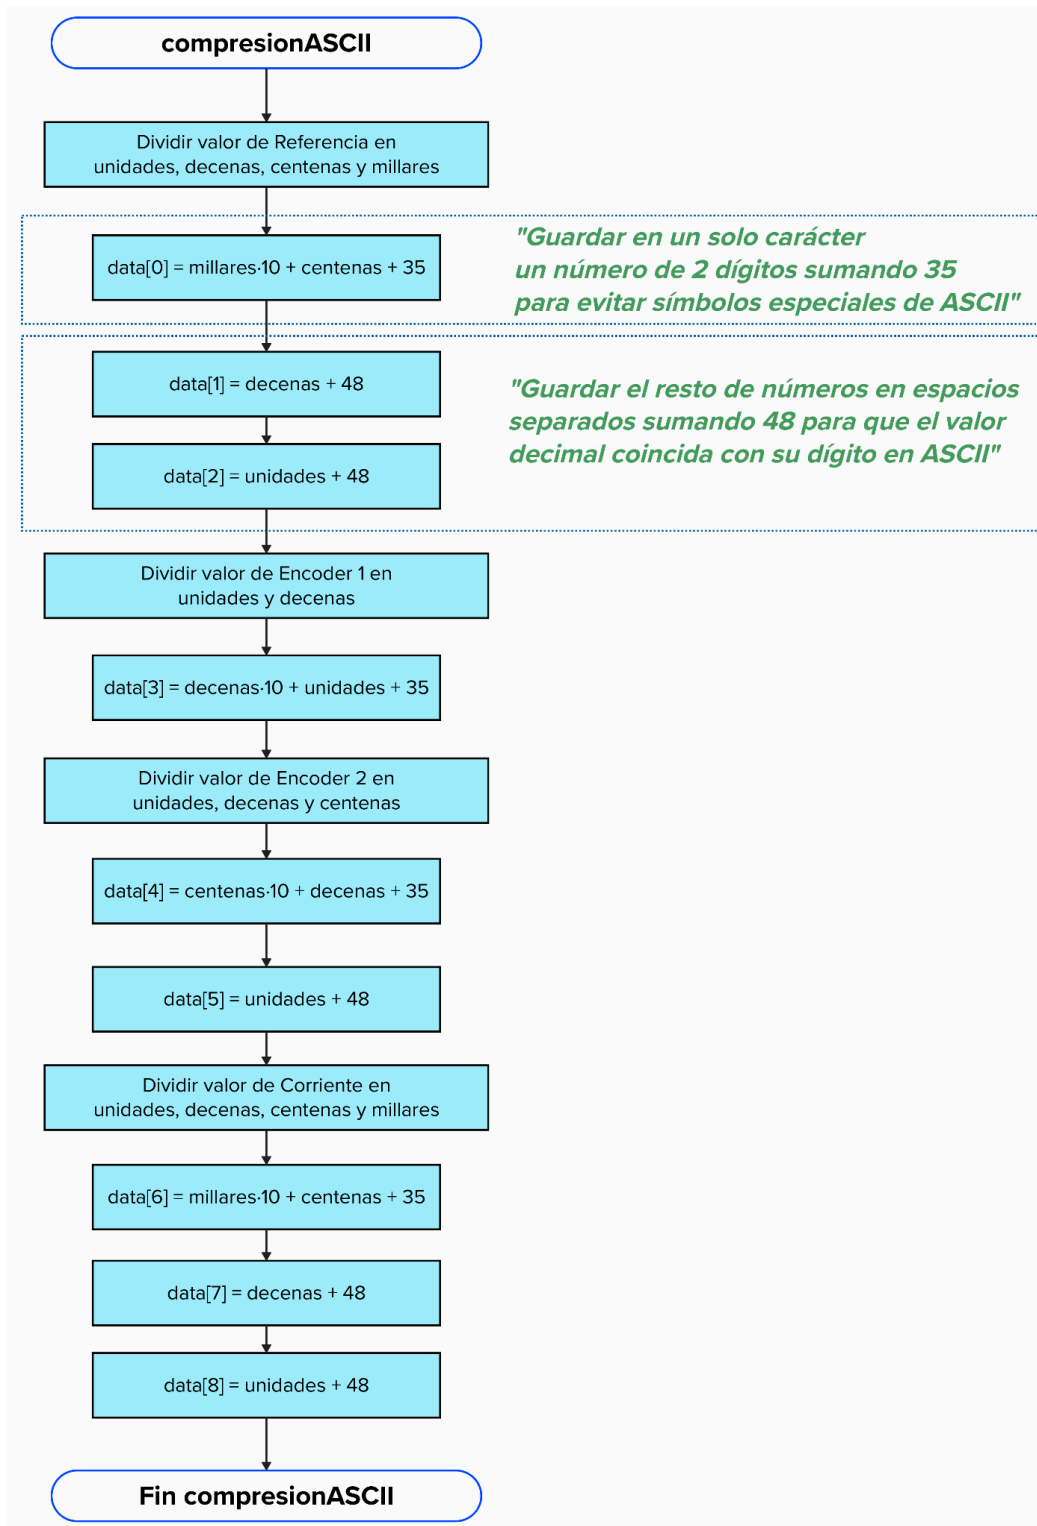 compresionASCII
Dividir valor de Referencia en
unidades, decenas, centenas y millares
data[0] = millares·10 + centenas + 35
"Guardar en un solo carácter
un número de 2 dígitos sumando 35
para evitar símbolos especiales de ASCII"
data[1] = decenas + 48
data[2] = unidades + 48
"Guardar el resto de números en espacios
separados sumando 48 para que el valor
decimal coincida con su dígito en ASCII"
Dividir valor de Encoder 1 en
unidades y decenas
data[3] = decenas·10 + unidades + 35
Dividir valor de Encoder 2 en
unidades, decenas y centenas
data[4] = centenas·10 + decenas + 35
data[5] = unidades + 48
Dividir valor de Corriente en
unidades, decenas, centenas y millares
data[6] = millares·10 + centenas + 35
data[7] = decenas + 48
data[8] = unidades + 48
Fin compresionASCII